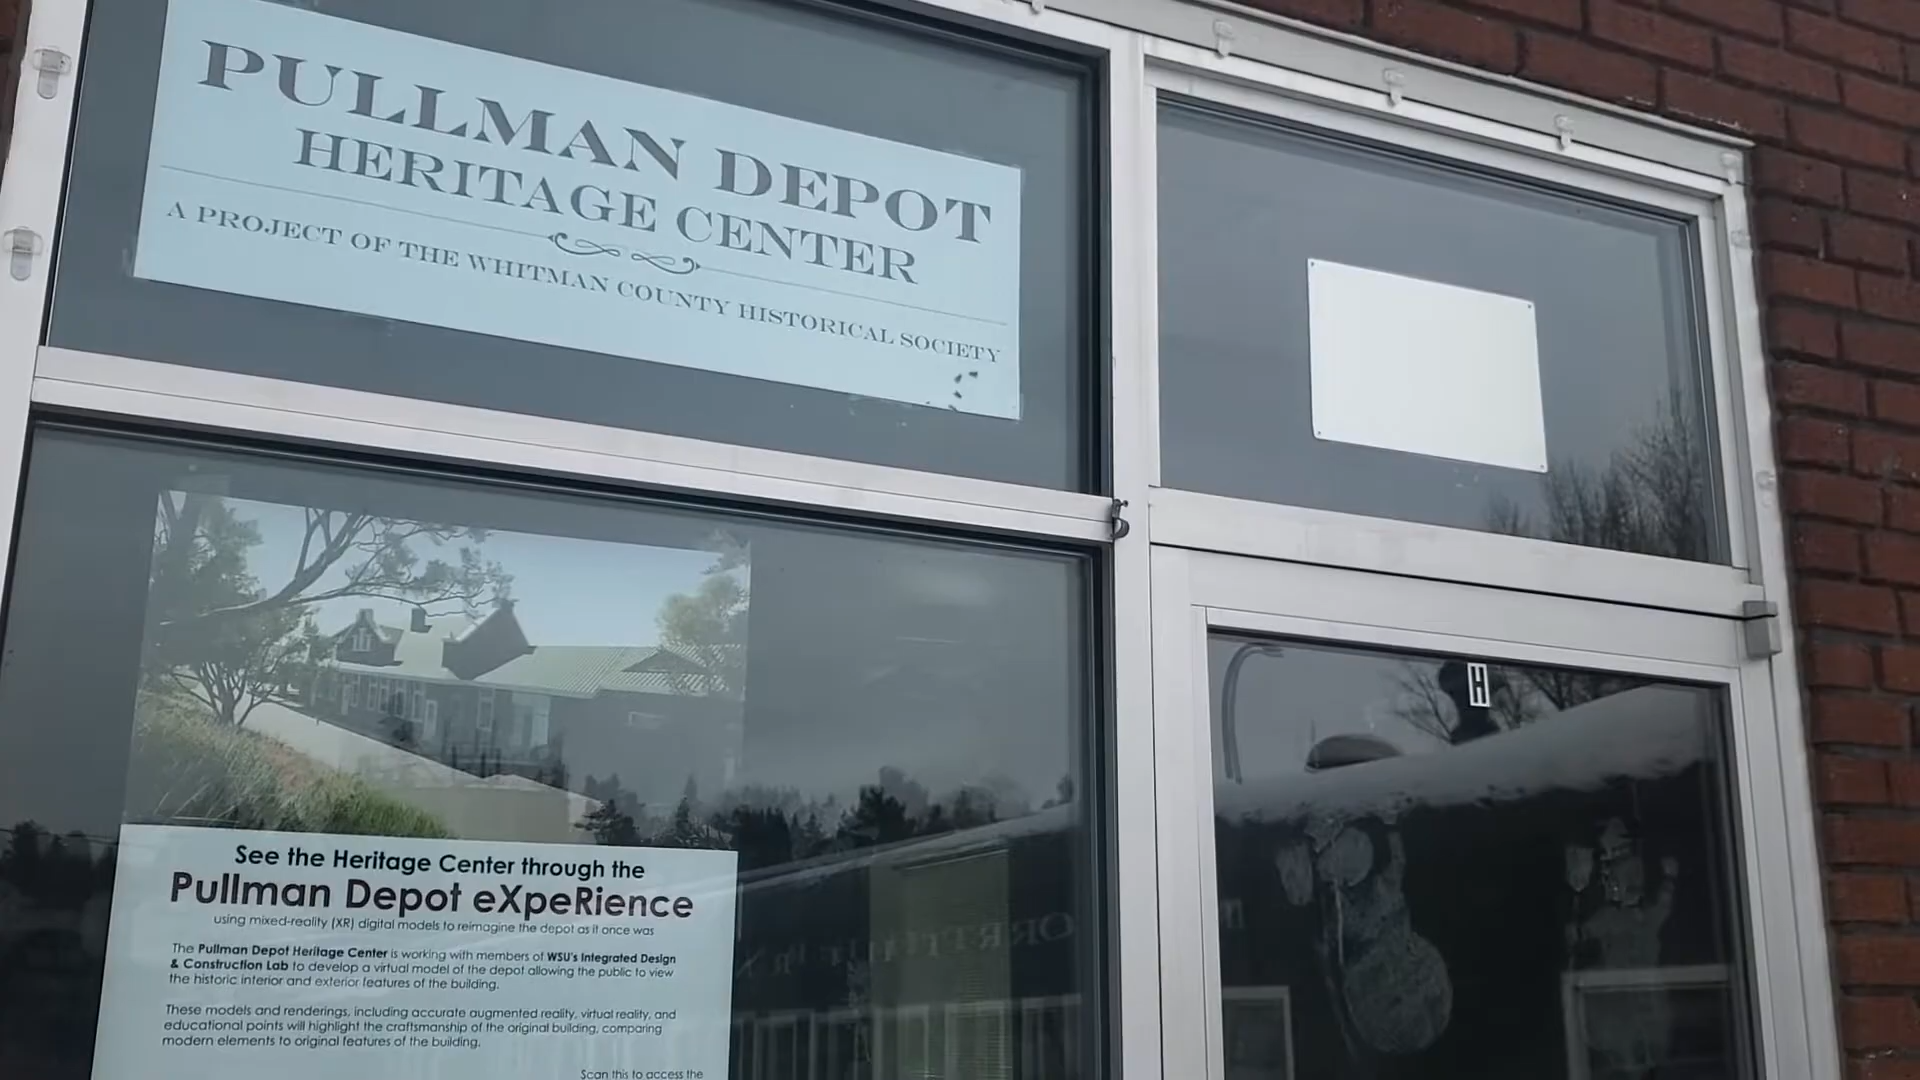 PULLMAN DEPOT
HERITAGE CENTER
A PROJECT OF THE WHITMAN COUNTY HISTORICAL SOCIETY
H
See the Heritage Center through the
Pullman Depot eXpeRience
using mixed-reality (XR) digital models to reimagine the depot as it once was
The Pullman Depot Heritage Center is working with members of WSU's Integrated Design
& Construction Lab to develop a virtual model of the depot allowing the public to view
the historic interior and exterior features of the building.
These models and renderings, including accurate augmented reality, virtual reality, and
educational points will highlight the craftsmanship of the original building, comparing
modern elements to original features of the building.
Scan this to access the